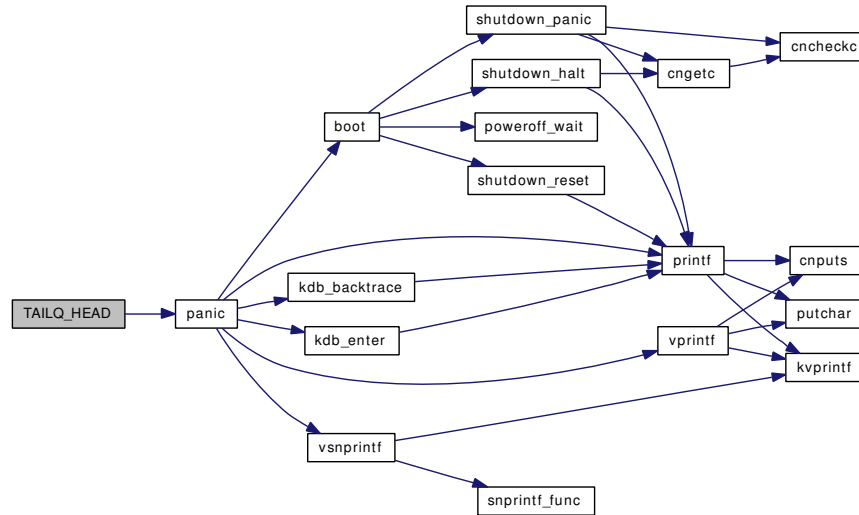 shutdown_panic
cncheckc
shutdown_halt
cngetc
boot
poweroff_wait
shutdown_reset
printf
cnputs
kdb_backtrace
TAILQ_HEAD
panic
putchar
kdb_enter
vprintf
kvprintf
vsnprintf
snprintf_func